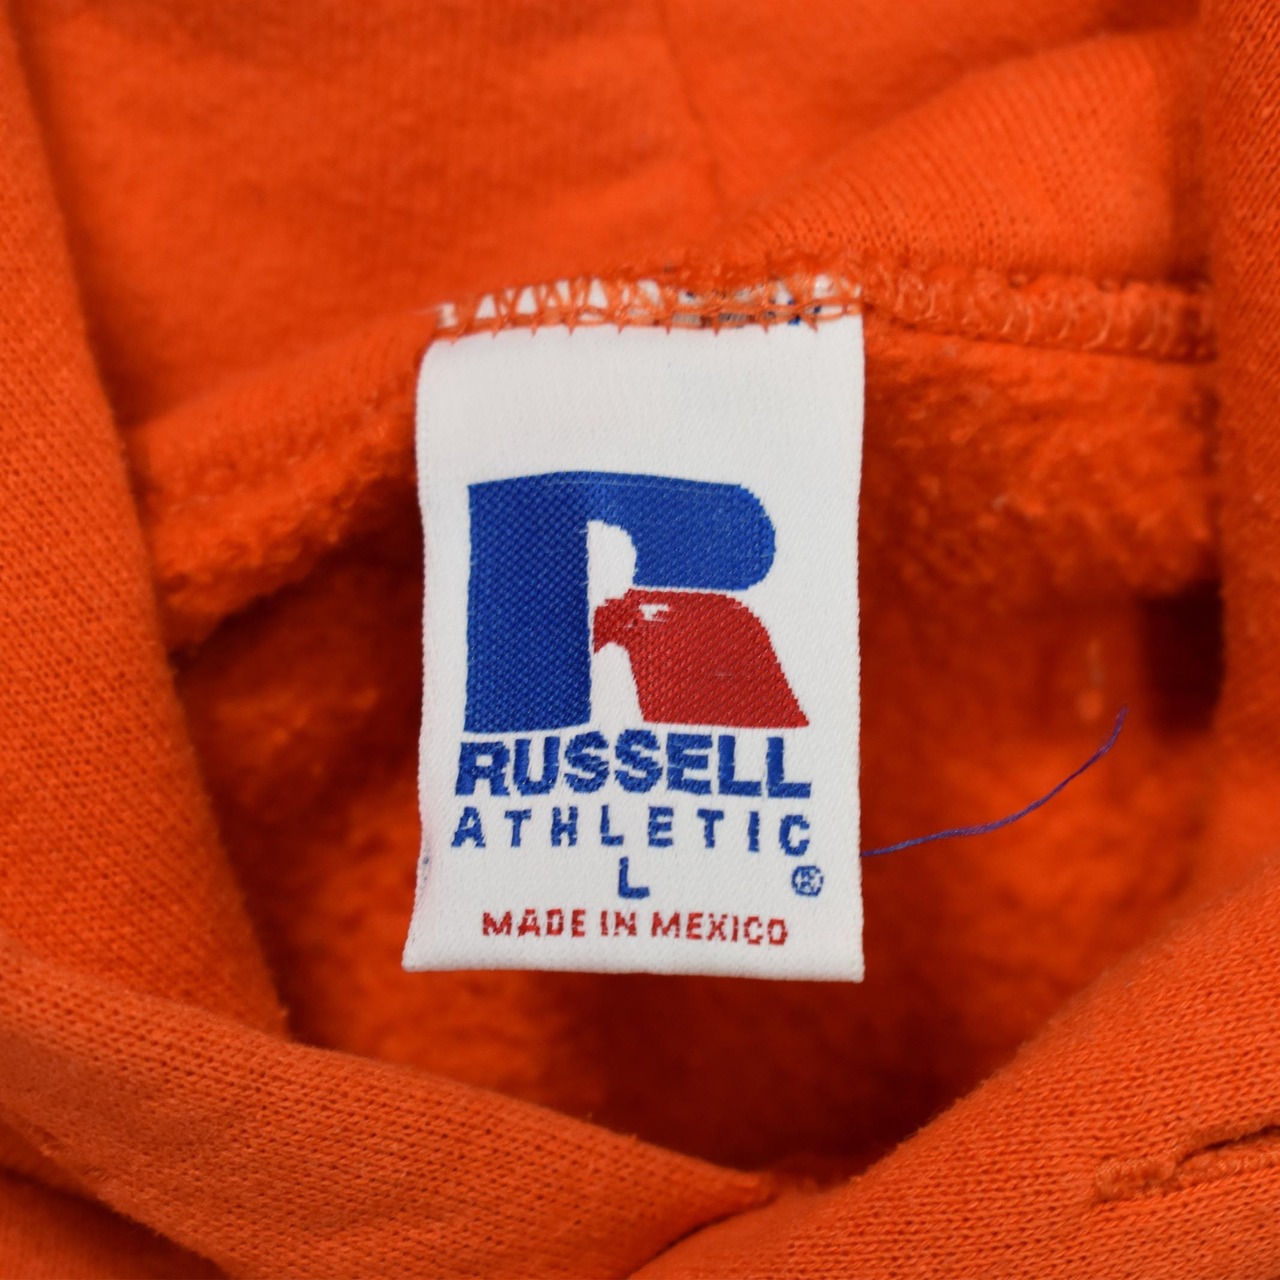 R
RUSSELL
ATHLETIC
L ®
MADE IN MEXICO